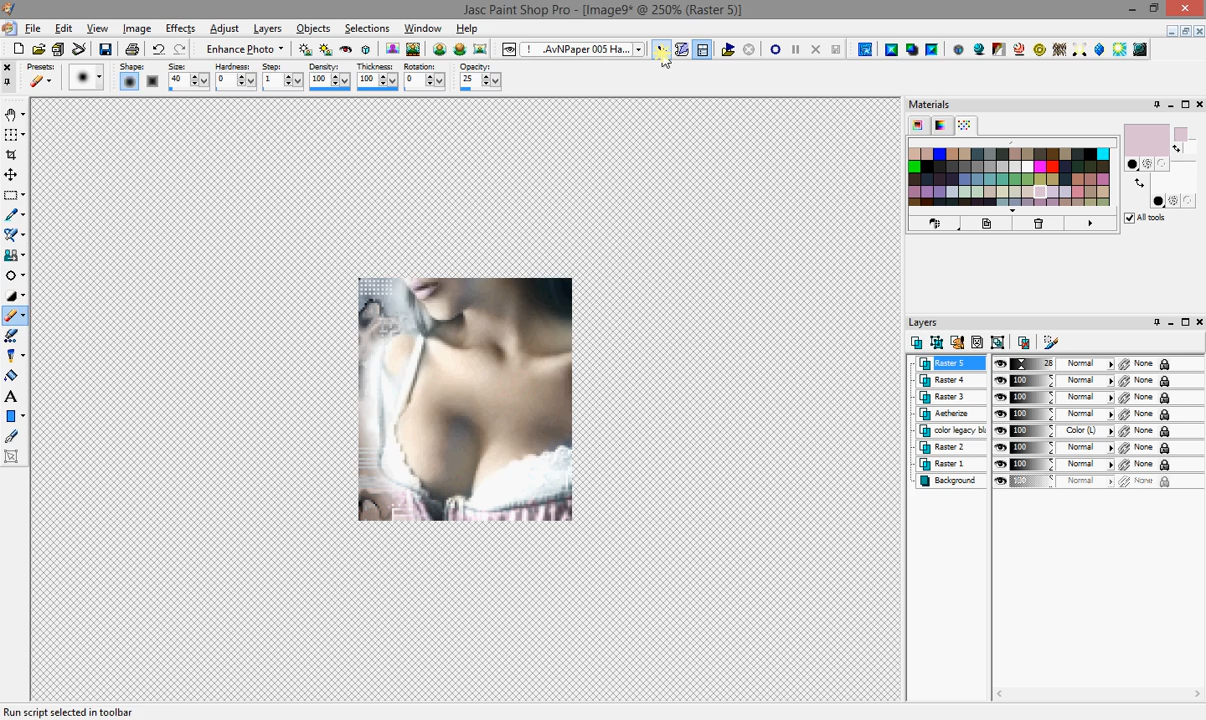 Jasc Paint Shop Pro - [Image9* @ 250% (Raster 5)]
File Edit View Image Effects Adjust Layers Objects Selections Window Help
Enhance Photo
! .AvNPaper 005 Ha...
Presets:
Shape:
Size:
40
Hardness:
0
Step:
1
Density:
100
Thickness:
100
Rotation:
0
Opacity:
25
Materials
All tools
Layers
Raster 5 28 Normal None
Raster 4 100 Normal None
Raster 3 100 Normal None
Aetherize 100 Normal None
color legacy bl 100 Color (L) None
Raster 2 100 Normal None
Raster 1 100 Normal None
Background 100 Normal None
Run script selected in toolbar